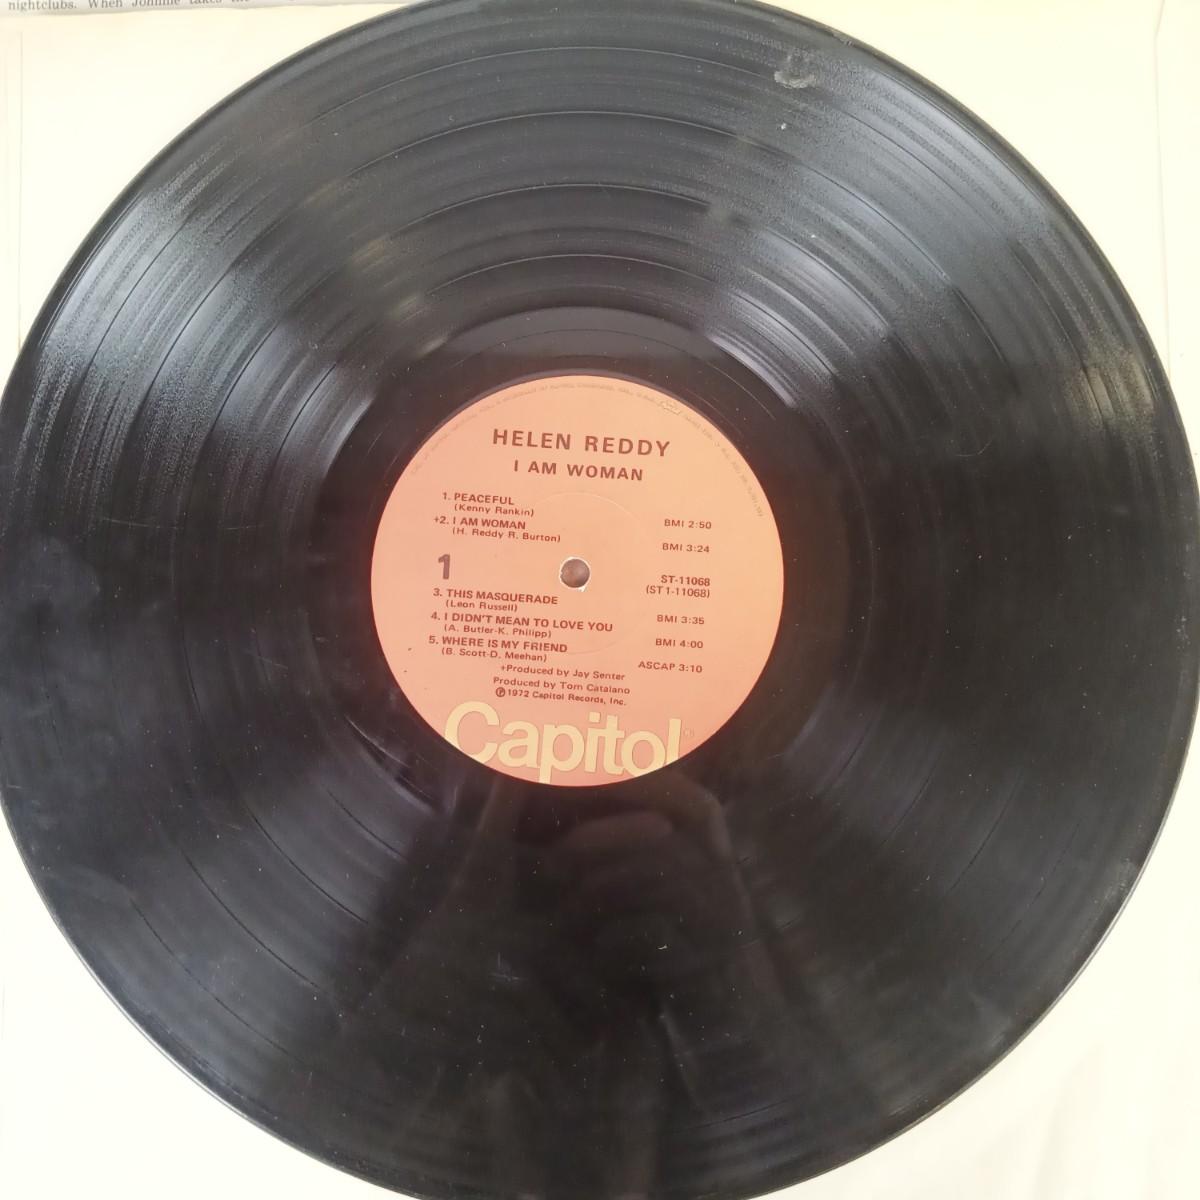 nightclubs. When Johnnie takes the
HELEN REDDY
I AM WOMAN
1. PEACEFUL
(Kenny Rankin)
BMI 2:50
+2. I AM WOMAN
(H. Reddy R. Burton)
BMI 3:24
1
ST-11068
(ST 1-11068)
3. THIS MASQUERADE
(Leon Russell)
BMI 3:35
4. I DIDN'T MEAN TO LOVE YOU
(A. Butler-K. Philipp)
BMI 4:00
5. WHERE IS MY FRIEND
(B. Scott-D. Meehan)
ASCAP 3:10
+Produced by Jay Senter
Produced by Tom Catalano
℗1972 Capitol Records, Inc.
Capitol®